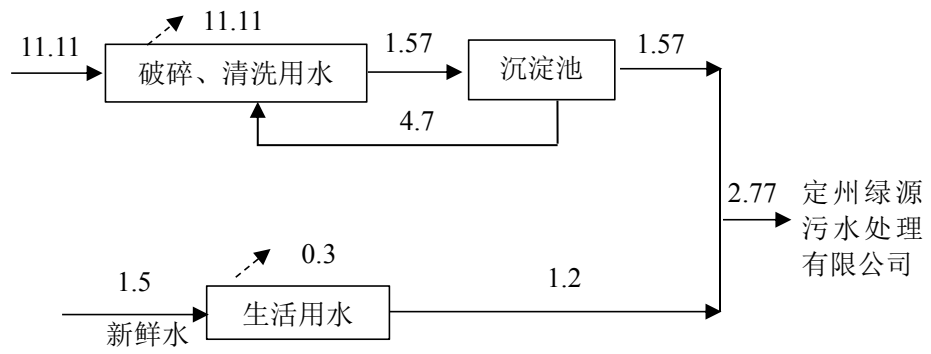 11.11
11.11
破碎、清洗用水
1.57
沉淀池
1.57
4.7
2.77
定州绿源
污水处理
有限公司
0.3
1.5
新鲜水
生活用水
1.2